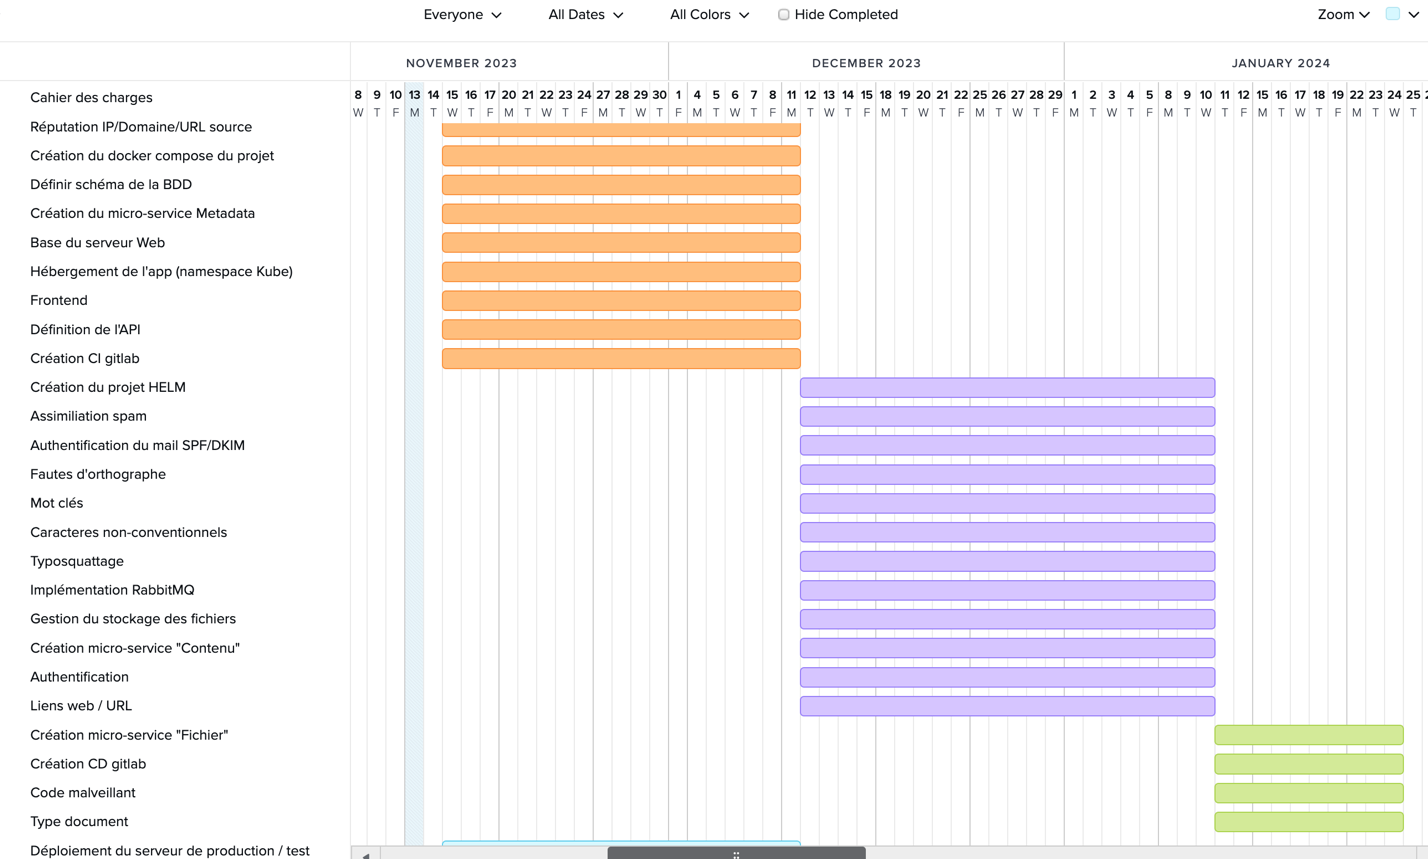 Everyone All Dates All Colors Hide Completed Zoom
NOVEMBER 2023 DECEMBER 2023 JANUARY 2024
8 9 10 13 14 15 16 17 20 21 22 23 24 27 28 29 30 1 4 5 6 7 8 11 12 13 14 15 18 19 20 21 22 25 26 27 28 29 1 2 3 4 5 8 9 10 11 12 15 16 17 18 19 22 23 24 25
W T F M T W T F M T W T F M T W T F M T W T F M T W T F M T W T F M T W T F M T W T F M T W T F M T W T F M T W T
Cahier des charges
Réputation IP/Domaine/URL source
Création du docker compose du projet
Définir schéma de la BDD
Création du micro-service Metadata
Base du serveur Web
Hébergement de l'app (namespace Kube)
Frontend
Définition de l'API
Création CI gitlab
Création du projet HELM
Assimiliation spam
Authentification du mail SPF/DKIM
Fautes d'orthographe
Mot clés
Caracteres non-conventionnels
Typosquattage
Implémentation RabbitMQ
Gestion du stockage des fichiers
Création micro-service "Contenu"
Authentification
Liens web / URL
Création micro-service "Fichier"
Création CD gitlab
Code malveillant
Type document
Déploiement du serveur de production / test